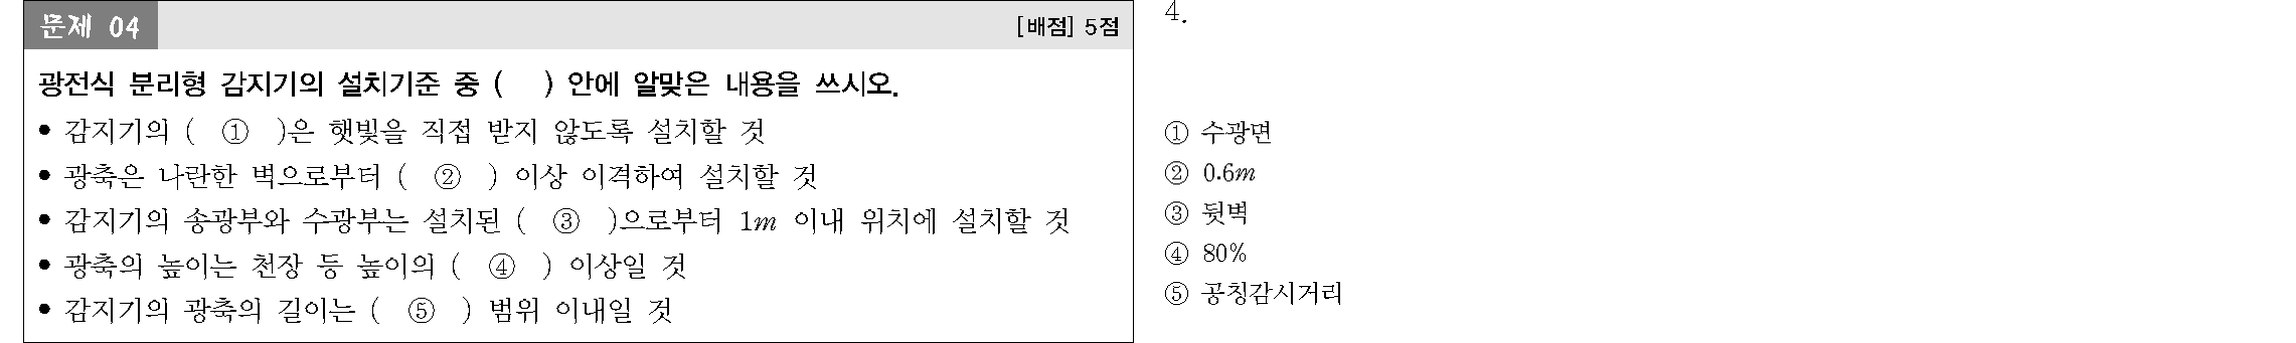 문제 04 [배점] 5점
광전식 분리형 감지기의 설치기준 중 (   ) 안에 알맞은 내용을 쓰시오.
• 감지기의 ( ① )은 햇빛을 직접 받지 않도록 설치할 것
• 광축은 나란한 벽으로부터 ( ② ) 이상 이격하여 설치할 것
• 감지기의 송광부와 수광부는 설치된 ( ③ )으로부터 1m 이내 위치에 설치할 것
• 광축의 높이는 천장 등 높이의 ( ④ ) 이상일 것
• 감지기의 광축의 길이는 ( ⑤ ) 범위 이내일 것
4.
① 수광면
② 0.6m
③ 뒷벽
④ 80%
⑤ 공칭감시거리